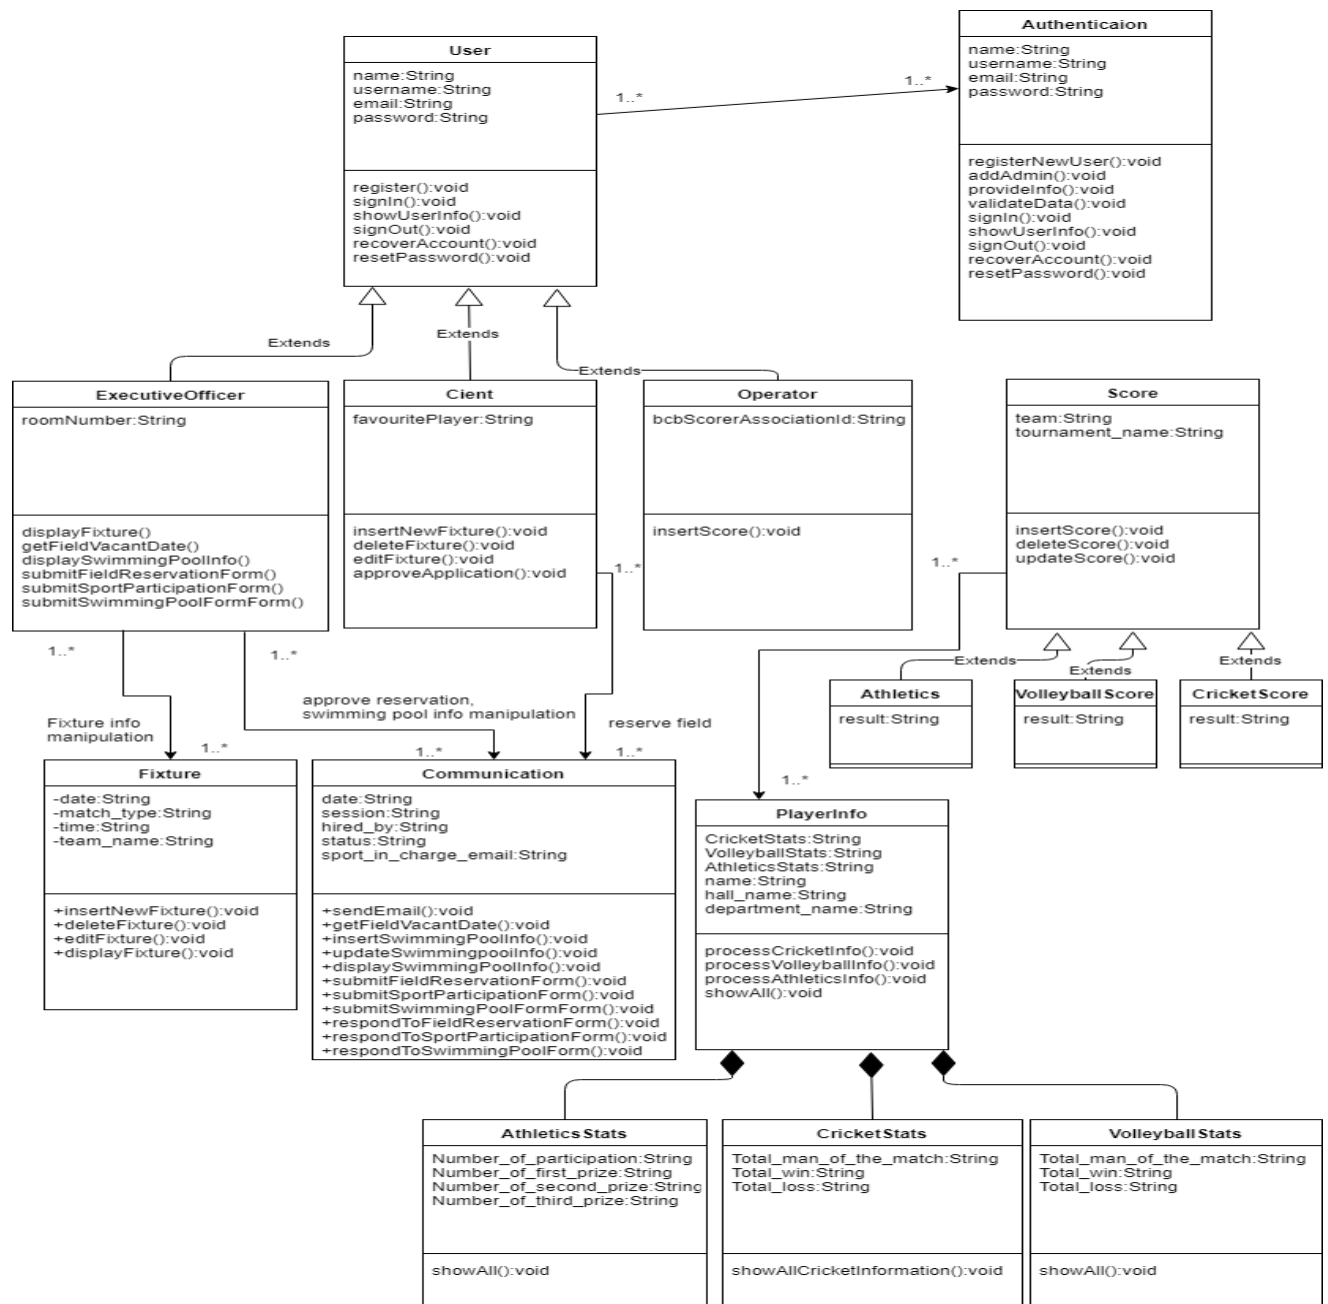 User
name:String
username:String
email:String
password:String
register():void
signIn():void
showUserInfo():void
signOut():void
recoverAccount():void
resetPassword():void
1..*
1..*
Authenticaion
name:String
username:String
email:String
password:String
registerNewUser():void
addAdmin():void
provideInfo():void
validateData():void
signIn():void
showUserInfo():void
signOut():void
recoverAccount():void
resetPassword():void
Extends
Extends
Extends
ExecutiveOfficer
roomNumber:String
displayFixture()
getFieldVacantDate()
displaySwimmingPoolInfo()
submitFieldReservationForm()
submitSportParticipationForm()
submitSwimmingPoolFormForm()
Cient
favouritePlayer:String
insertNewFixture():void
deleteFixture():void
editFixture():void
approveApplication():void
Operator
bcbScorerAssociationId:String
insertScore():void
Score
team:String
tournament_name:String
insertScore():void
deleteScore():void
updateScore():void
1..*
1..*
1..*
1..*
Extends
Extends
Extends
Athletics
result:String
VolleyballScore
result:String
CricketScore
result:String
Fixture info
manipulation
1..*
approve reservation,
swimming pool info manipulation
1..*
reserve field
1..*
1..*
Fixture
-date:String
-match_type:String
-time:String
-team_name:String
+insertNewFixture():void
+deleteFixture():void
+editFixture():void
+displayFixture():void
Communication
date:String
session:String
hired_by:String
status:String
sport_in_charge_email:String
+sendEmail():void
+getFieldVacantDate():void
+insertSwimmingPoolInfo():void
+updateSwimmingpoolnfo():void
+displaySwimmingPoolInfo():void
+submitFieldReservationForm():void
+submitSportParticipationForm():void
+submitSwimmingPoolFormForm():void
+respondToFieldReservationForm():void
+respondToSportParticipationForm():void
+respondToSwimmingPoolForm():void
PlayerInfo
CricketStats:String
VolleyballStats:String
AthleticsStats:String
name:String
hall_name:String
department_name:String
processCricketInfo():void
processVolleyballInfo():void
processAthleticsInfo():void
showAll():void
AthleticsStats
Number_of_participation:String
Number_of_first_prize:String
Number_of_second_prize:String
Number_of_third_prize:String
showAll():void
CricketStats
Total_man_of_the_match:String
Total_win:String
Total_loss:String
showAllCricketInformation():void
VolleyballStats
Total_man_of_the_match:String
Total_win:String
Total_loss:String
showAll():void